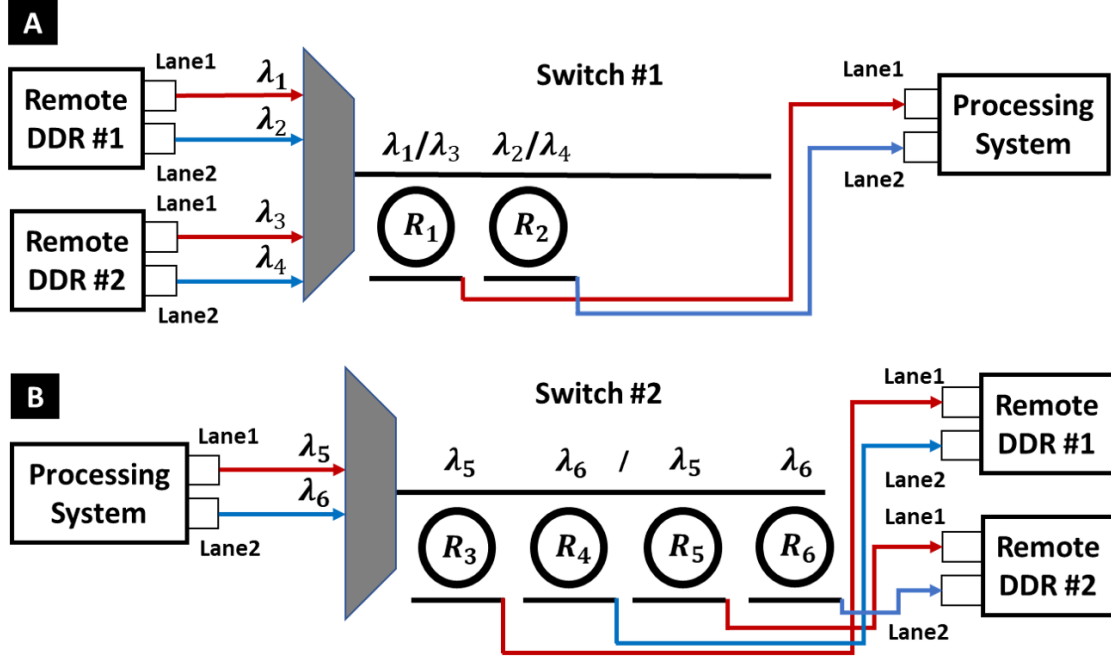 A
Switch #1
Lane1
λ₁
Remote
DDR #1
λ₂
Lane2
Lane1
λ₃
Remote
DDR #2
λ₄
Lane2
λ₁/λ₃
λ₂/λ₄
R₁
R₂
Lane1
Processing
System
Lane2
B
Switch #2
Lane1
λ₅
Processing
System
λ₆
Lane2
λ₅
λ₆ / λ₅
λ₆
R₃
R₄
R₅
R₆
Lane1
Remote
DDR #1
Lane2
Lane1
Remote
DDR #2
Lane2